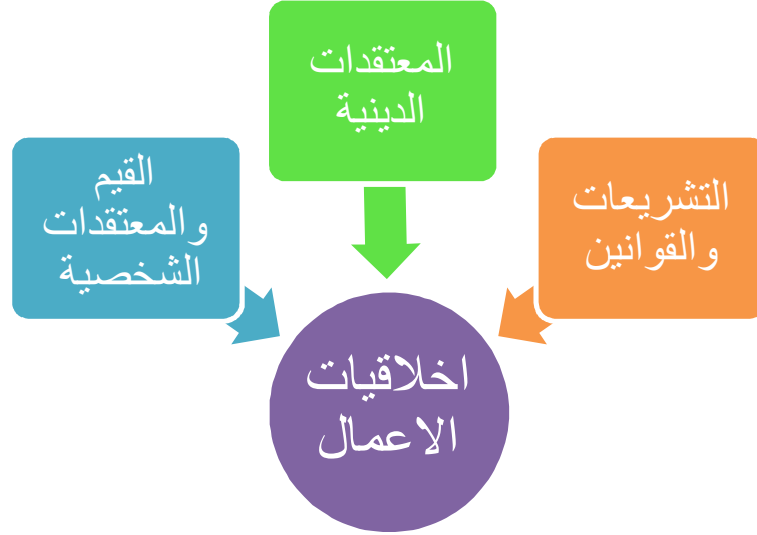 المعتقدات
الدينية
التشريعات
والقوانين
القيم
والمعتقدات
الشخصية
اخلاقيات
الاعمال